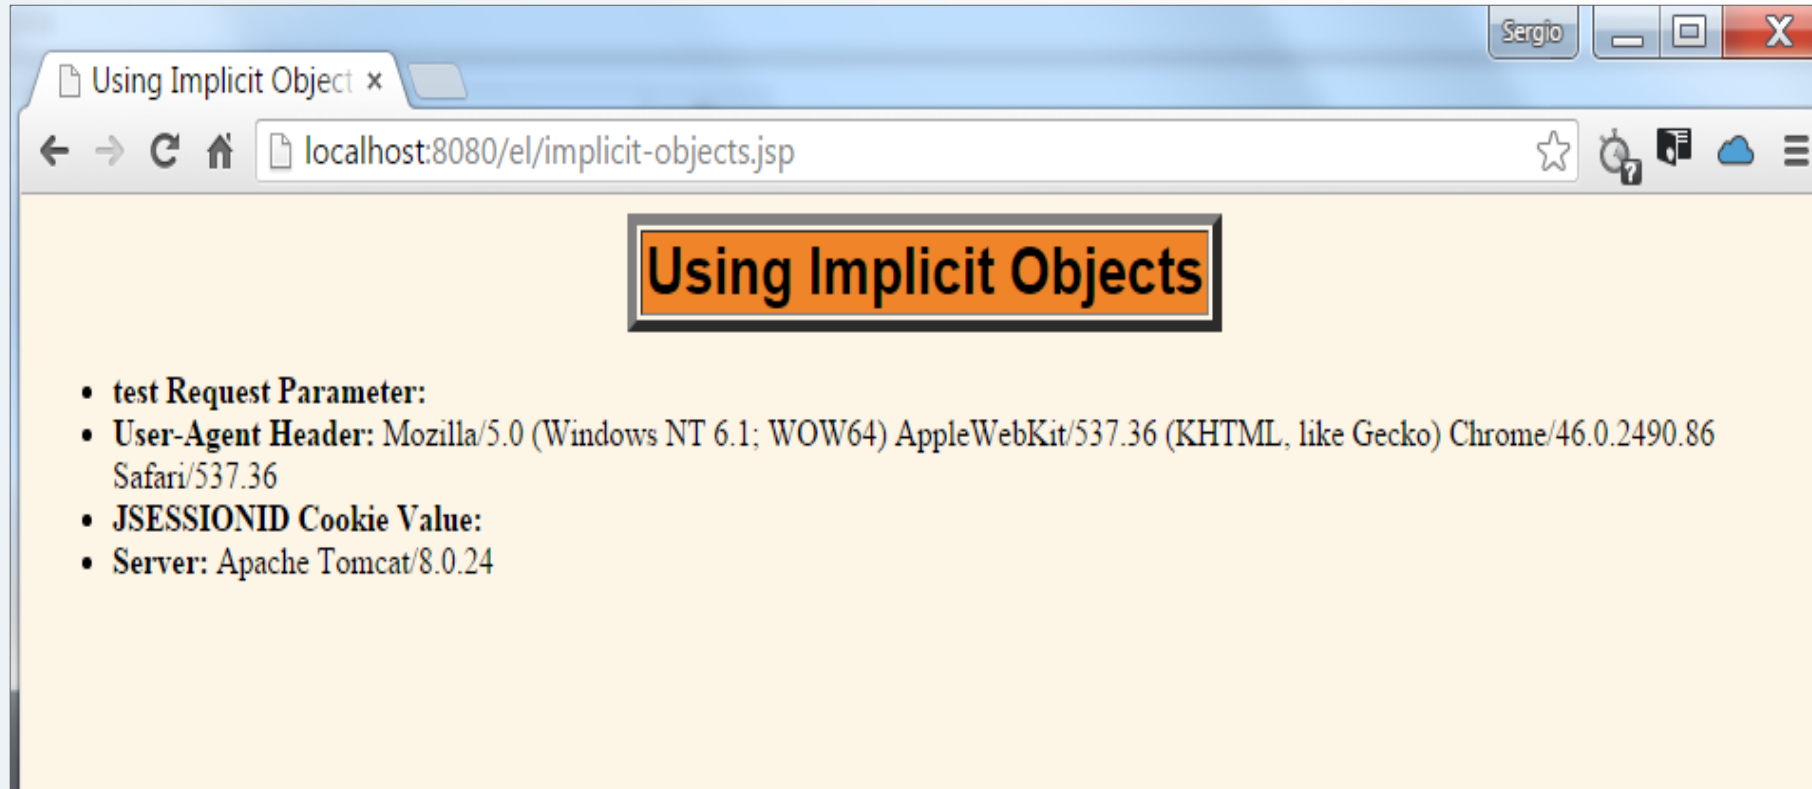 Sergio
Using Implicit Object
localhost:8080/el/implicit-objects.jsp
Using Implicit Objects
• test Request Parameter:
• User-Agent Header: Mozilla/5.0 (Windows NT 6.1; WOW64) AppleWebKit/537.36 (KHTML, like Gecko) Chrome/46.0.2490.86
Safari/537.36
• JSESSIONID Cookie Value:
• Server: Apache Tomcat/8.0.24